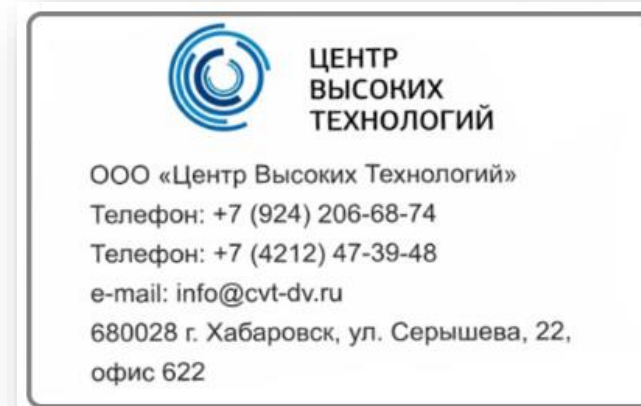 ЦЕНТР
ВЫСОКИХ
ТЕХНОЛОГИЙ
ООО «Центр Высоких Технологий»
Телефон: +7 (924) 206-68-74
Телефон: +7 (4212) 47-39-48
e-mail: info@cvt-dv.ru
680028 г. Хабаровск, ул. Серышева, 22,
офис 622